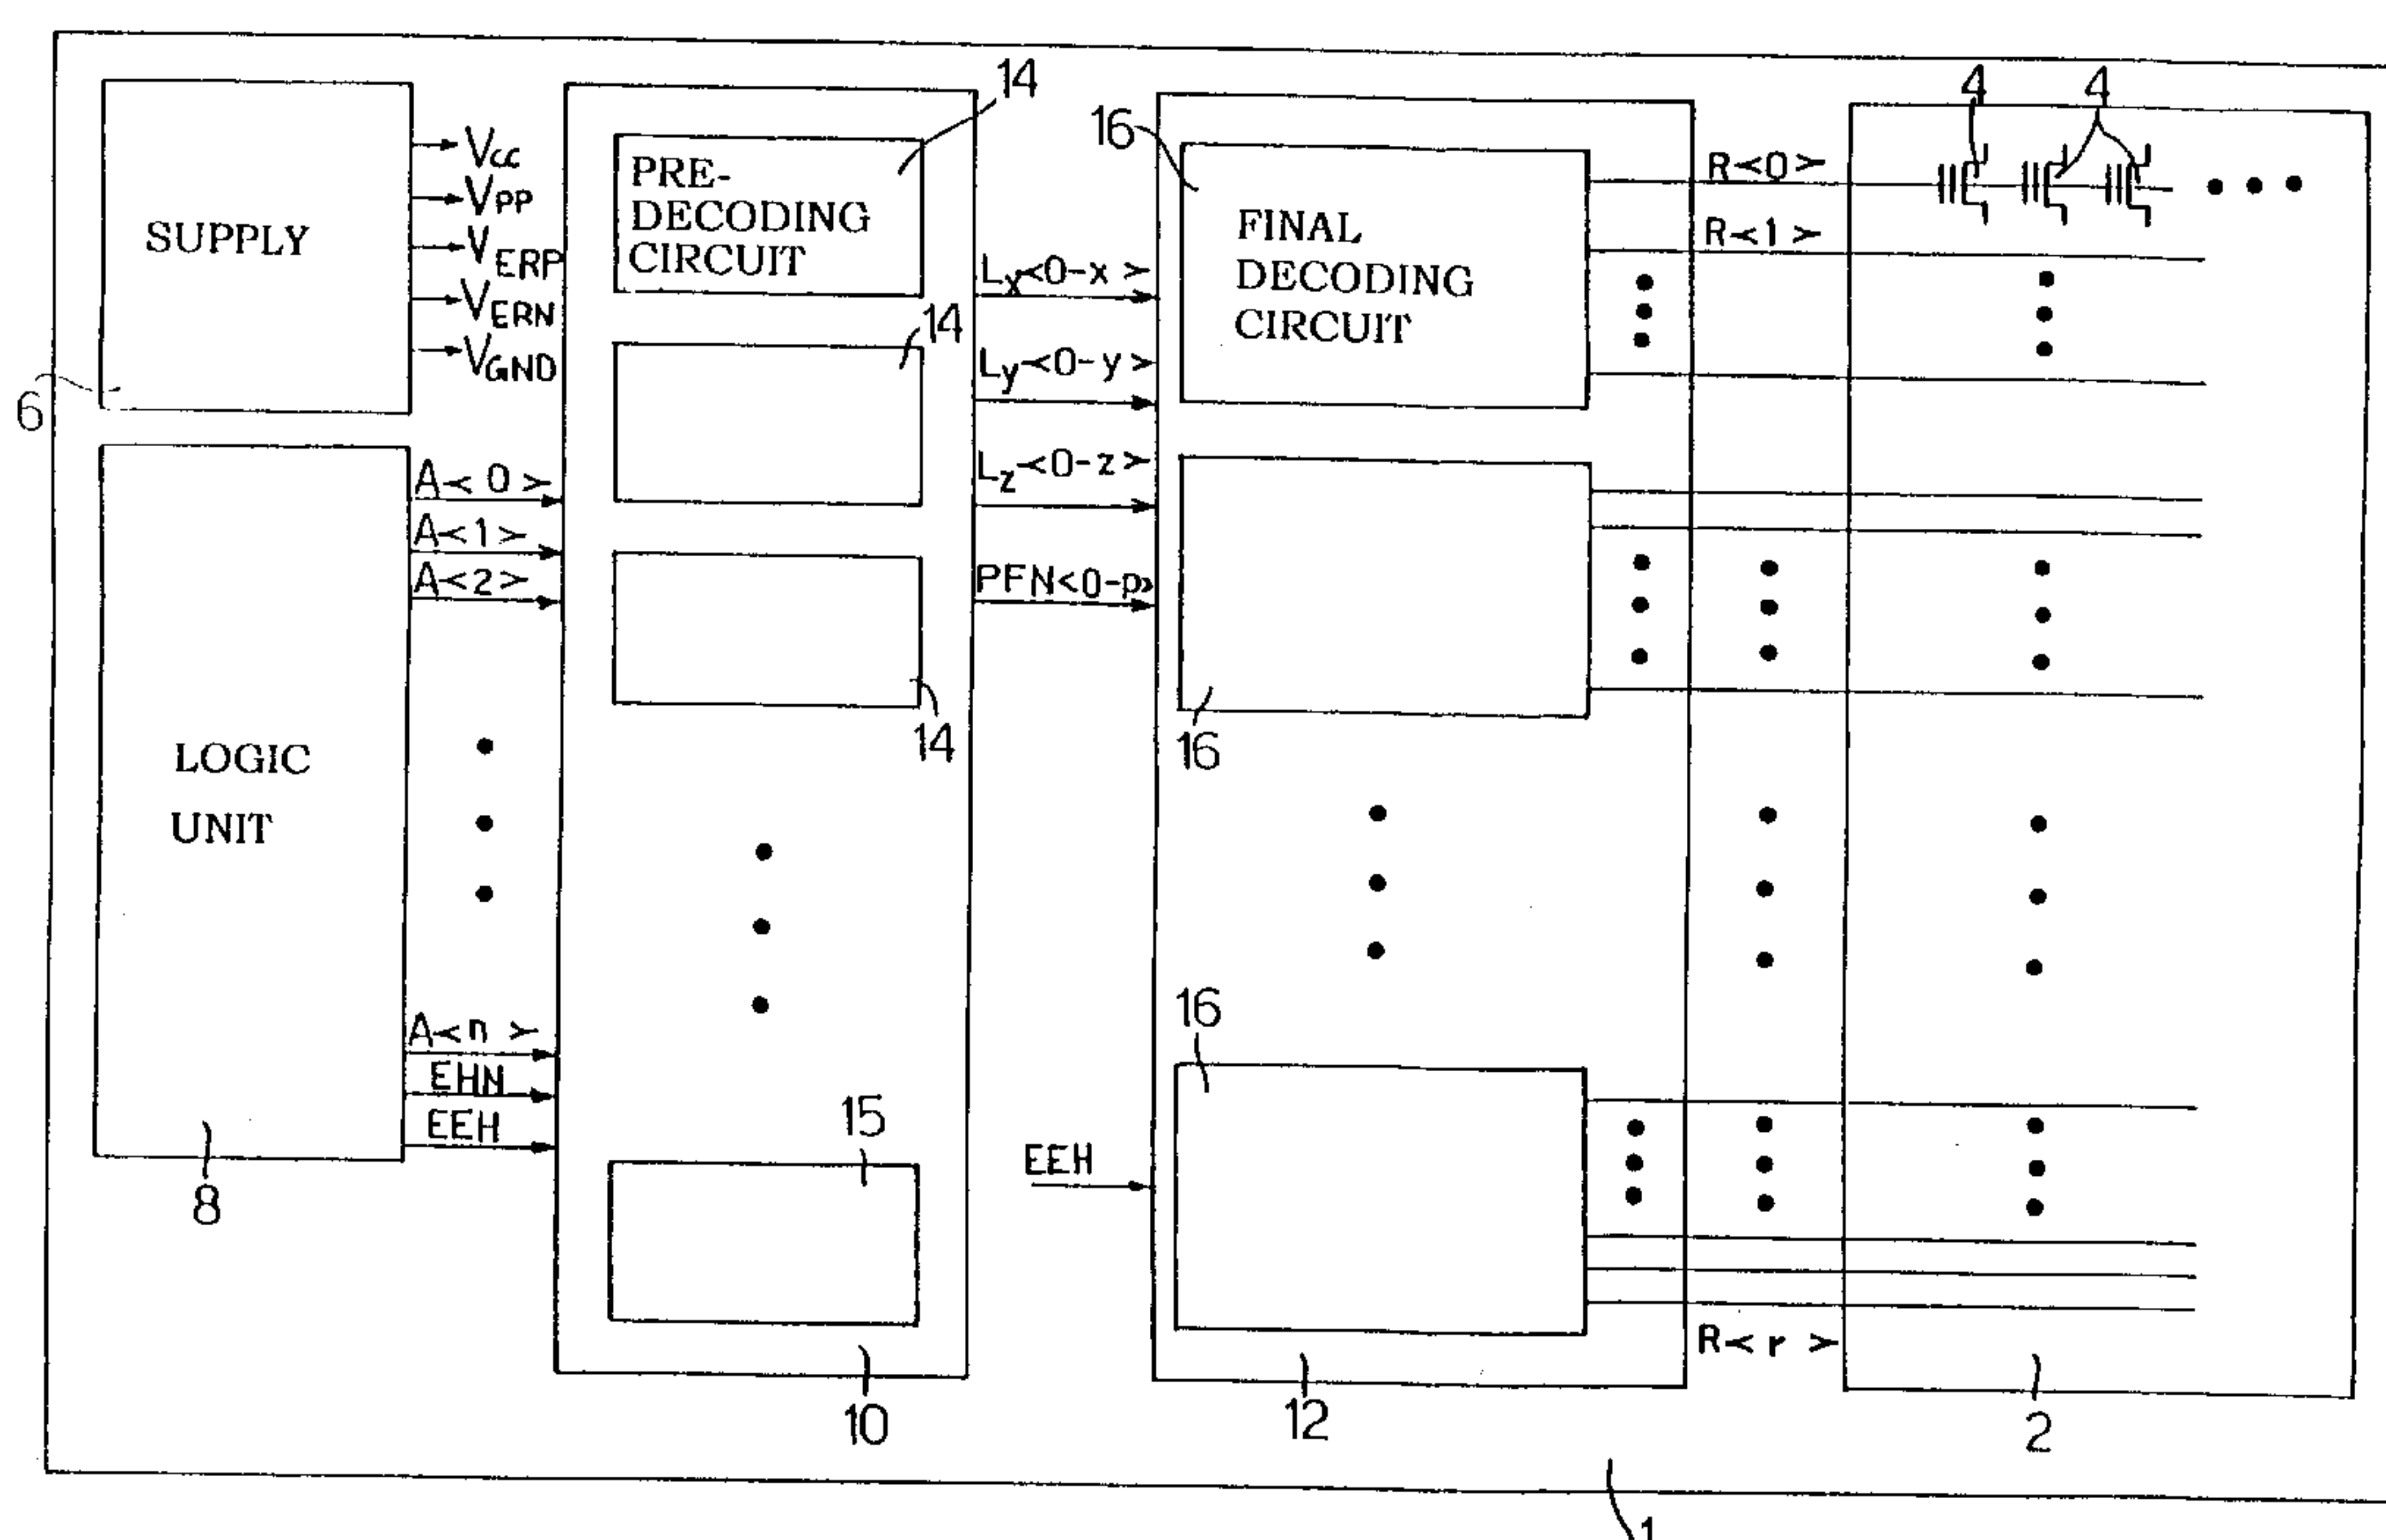 SUPPLY
Vcc
VPP
VERP
VERN
VGND
6
LOGIC
UNIT
8
A<0>
A<1>
A<2>
A<n>
EHN
EEH
14
PRE-
DECODING
CIRCUIT
14
14
15
10
Lx<0-x>
Ly<0-y>
Lz<0-z>
PFN<0-p>
EEH
16
FINAL
DECODING
CIRCUIT
16
16
12
R<0>
R<1>
R<r>
4
4
2
1